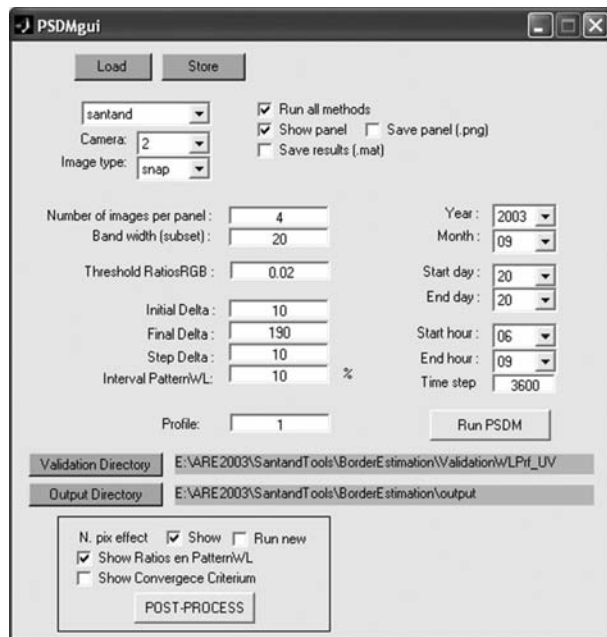 PSDMgui
Load Store
santand
Camera: 2
Image type: snap
Run all methods
Show panel Save panel (.png)
Save results (.mat)
Number of images per panel : 4
Band width (subset) : 20
Threshold RatiosRGB : 0.02
Initial Delta : 10
Final Delta : 190
Step Delta : 10
Interval PatternWL: 10 %
Profile: 1
Year : 2003
Month : 09
Start day : 20
End day : 20
Start hour : 06
End hour : 09
Time step 3600
Run PSDM
Validation Directory E:\ARE2003\SantandTools\BorderEstimation\ValidationWLPrf_UV
Output Directory E:\ARE2003\SantandTools\BorderEstimation\output
N. pix effect Show Run new
Show Ratios en PatternWL
Show Convergece Criterium
POST-PROCESS